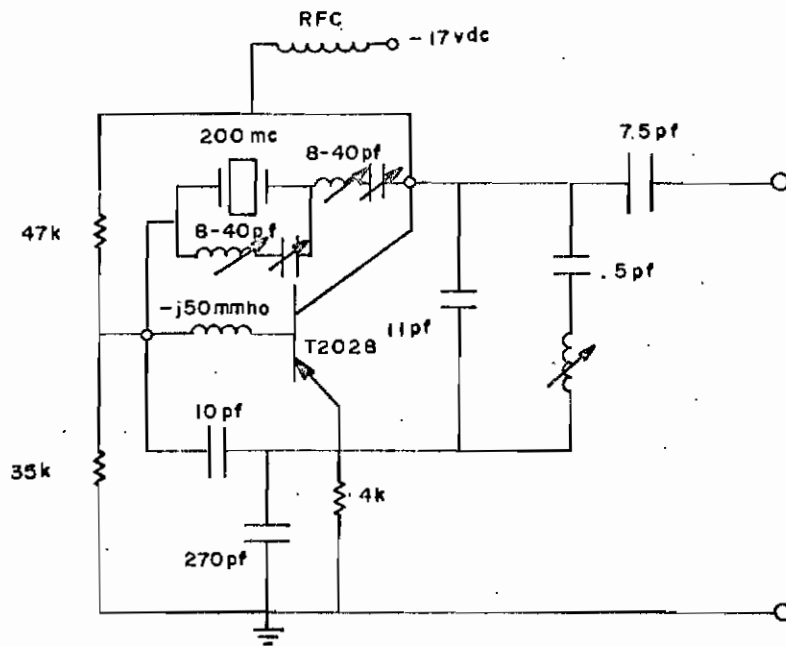 RFC
-17vdc
200 mc
8-40pf
7.5pf
47k
8-40pf
.5pf
-j50mmho
11pf
T2028
10pf
35k
4k
270pf